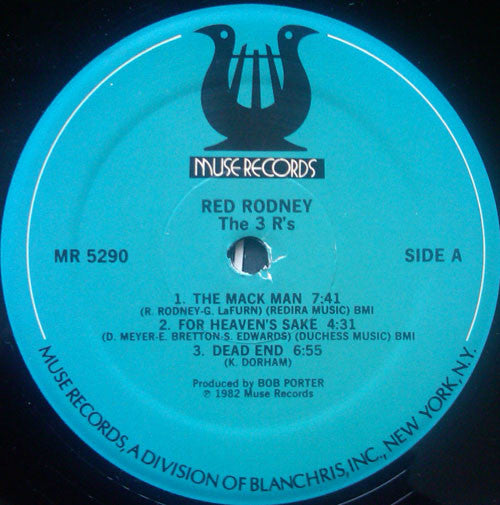 MUSE RECORDS
RED RODNEY
The 3 R's
MR 5290
SIDE A
1. THE MACK MAN 7:41
(R. RODNEY-G. LaFURN) (REDIRA MUSIC) BMI
2. FOR HEAVEN'S SAKE 4:31
(D. MEYER-E. BRETTON-S. EDWARDS) (DUCHESS MUSIC) BMI
3. DEAD END 6:55
(K. DORHAM)
Produced by BOB PORTER
℗ 1982 Muse Records
MUSE RECORDS, A DIVISION OF BLANCHRIS, INC., NEW YORK, N.Y.